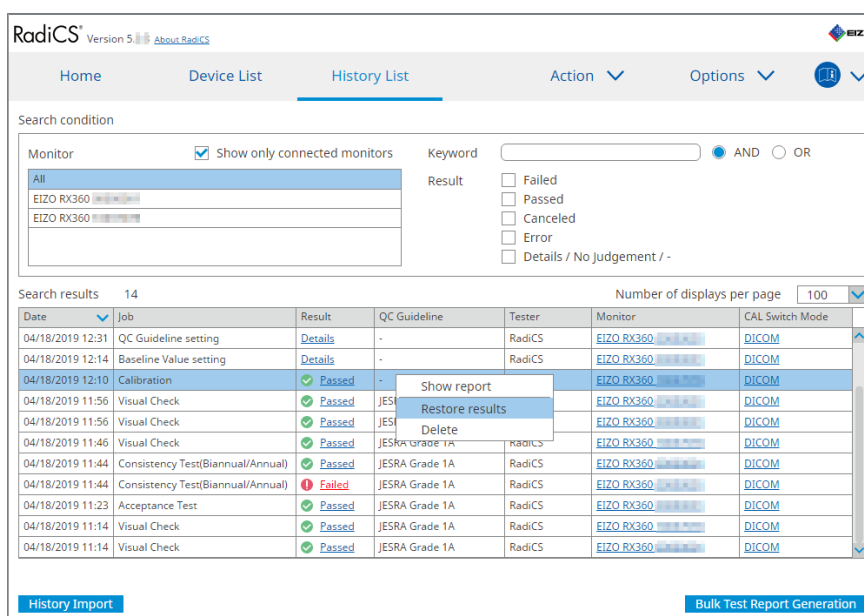 RadiCS® Version 5. About RadiCS EIZ
Home Device List History List Action Options
Search condition
Monitor Show only connected monitors Keyword AND OR
All
EIZO RX360
EIZO RX360
Result Failed
Passed
Canceled
Error
Details / No Judgement / -
Search results 14 Number of displays per page 100
Date Job Result QC Guideline Tester Monitor CAL Switch Mode
04/18/2019 12:31 QC Guideline setting Details - RadiCS EIZO RX360 DICOM
04/18/2019 12:14 Baseline Value setting Details - RadiCS EIZO RX360 DICOM
04/18/2019 12:10 Calibration Passed - EIZO RX360 DICOM
04/18/2019 11:56 Visual Check Passed JES EIZO RX360 DICOM
04/18/2019 11:56 Visual Check Passed JES EIZO RX360 DICOM
04/18/2019 11:46 Visual Check Passed JESRA Grade 1A RadiCS EIZO RX360 DICOM
04/18/2019 11:44 Consistency Test(Biannual/Annual) Passed JESRA Grade 1A RadiCS EIZO RX360 DICOM
04/18/2019 11:44 Consistency Test(Biannual/Annual) Failed JESRA Grade 1A RadiCS EIZO RX360 DICOM
04/18/2019 11:23 Acceptance Test Passed JESRA Grade 1A RadiCS EIZO RX360 DICOM
04/18/2019 11:14 Visual Check Passed JESRA Grade 1A RadiCS EIZO RX360 DICOM
04/18/2019 11:14 Visual Check Passed JESRA Grade 1A RadiCS EIZO RX360 DICOM
Show report
Restore results
Delete
History Import Bulk Test Report Generation